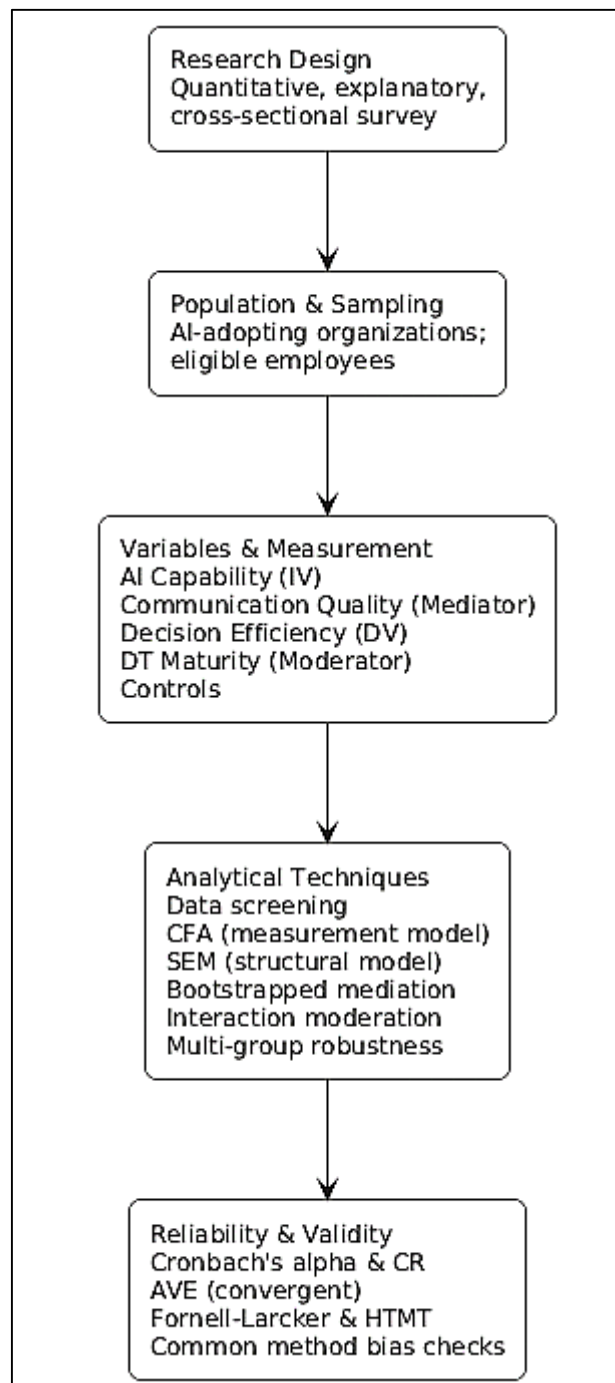 Research Design
Quantitative, explanatory,
cross-sectional survey
Population & Sampling
AI-adopting organizations;
eligible employees
Variables & Measurement
AI Capability (IV)
Communication Quality (Mediator)
Decision Efficiency (DV)
DT Maturity (Moderator)
Controls
Analytical Techniques
Data screening
CFA (measurement model)
SEM (structural model)
Bootstrapped mediation
Interaction moderation
Multi-group robustness
Reliability & Validity
Cronbach's alpha & CR
AVE (convergent)
Fornell-Larcker & HTMT
Common method bias checks